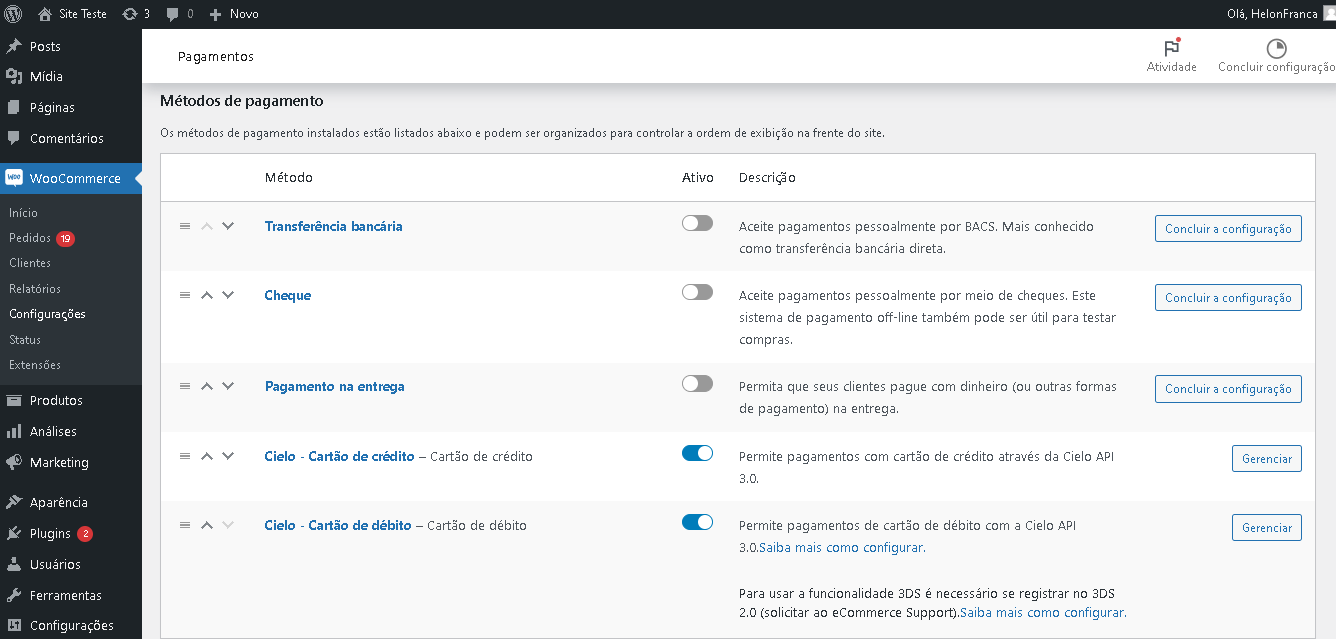 Site Teste 3 0 Novo Olá, HelonFranca
Posts
Mídia
Páginas
Comentários
WooCommerce
Início
Pedidos 19
Clientes
Relatórios
Configurações
Status
Extensões
Produtos
Análises
Marketing
Aparência
Plugins 2
Usuários
Ferramentas
Configurações
Pagamentos
Atividade
Concluir configuração
Métodos de pagamento
Os métodos de pagamento instalados estão listados abaixo e podem ser organizados para controlar a ordem de exibição na frente do site.
Método Ativo Descrição
Transferência bancária
Aceite pagamentos pessoalmente por BACS. Mais conhecido
como transferência bancária direta.
Concluir a configuração
Cheque
Aceite pagamentos pessoalmente por meio de cheques. Este
sistema de pagamento off-line também pode ser útil para testar
compras.
Concluir a configuração
Pagamento na entrega
Permita que seus clientes pague com dinheiro (ou outras formas
de pagamento) na entrega.
Concluir a configuração
Cielo - Cartão de crédito – Cartão de crédito
Permite pagamentos com cartão de crédito através da Cielo API
3.0.
Gerenciar
Cielo - Cartão de débito – Cartão de débito
Permite pagamentos de cartão de débito com a Cielo API
3.0.Saiba mais como configurar.
Gerenciar
Para usar a funcionalidade 3DS é necessário se registrar no 3DS
2.0 (solicitar ao eCommerce Support).Saiba mais como configurar.